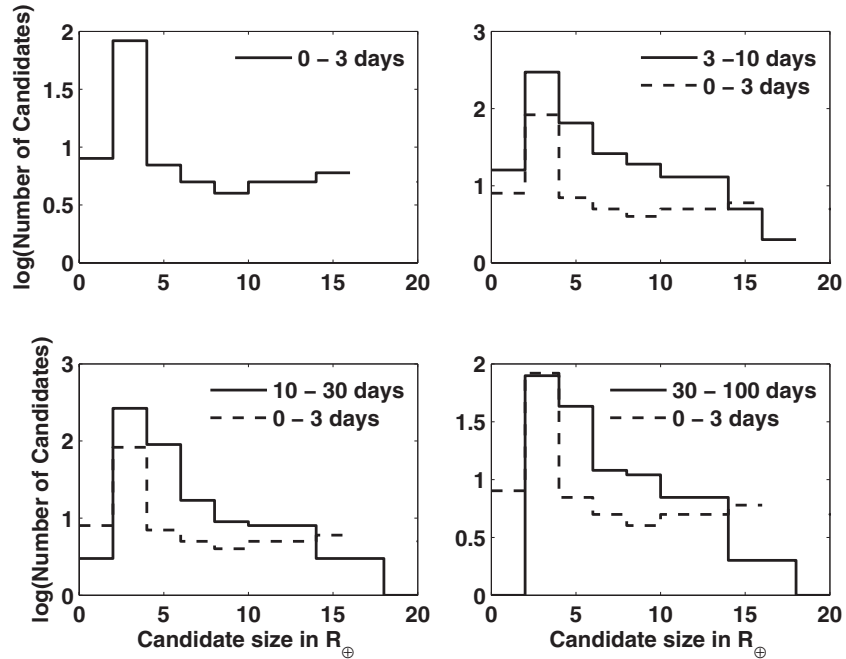 log(Number of Candidates)
2
1.5
1
0.5
0
0 5 10 15 20
0 – 3 days
3
2
1
0
0 5 10 15 20
3 –10 days
0 – 3 days
log(Number of Candidates)
3
2
1
0
0 5 10 15 20
10 – 30 days
0 – 3 days
Candidate size in R⊕
2
1.5
1
0.5
0
0 5 10 15 20
30 – 100 days
0 – 3 days
Candidate size in R⊕